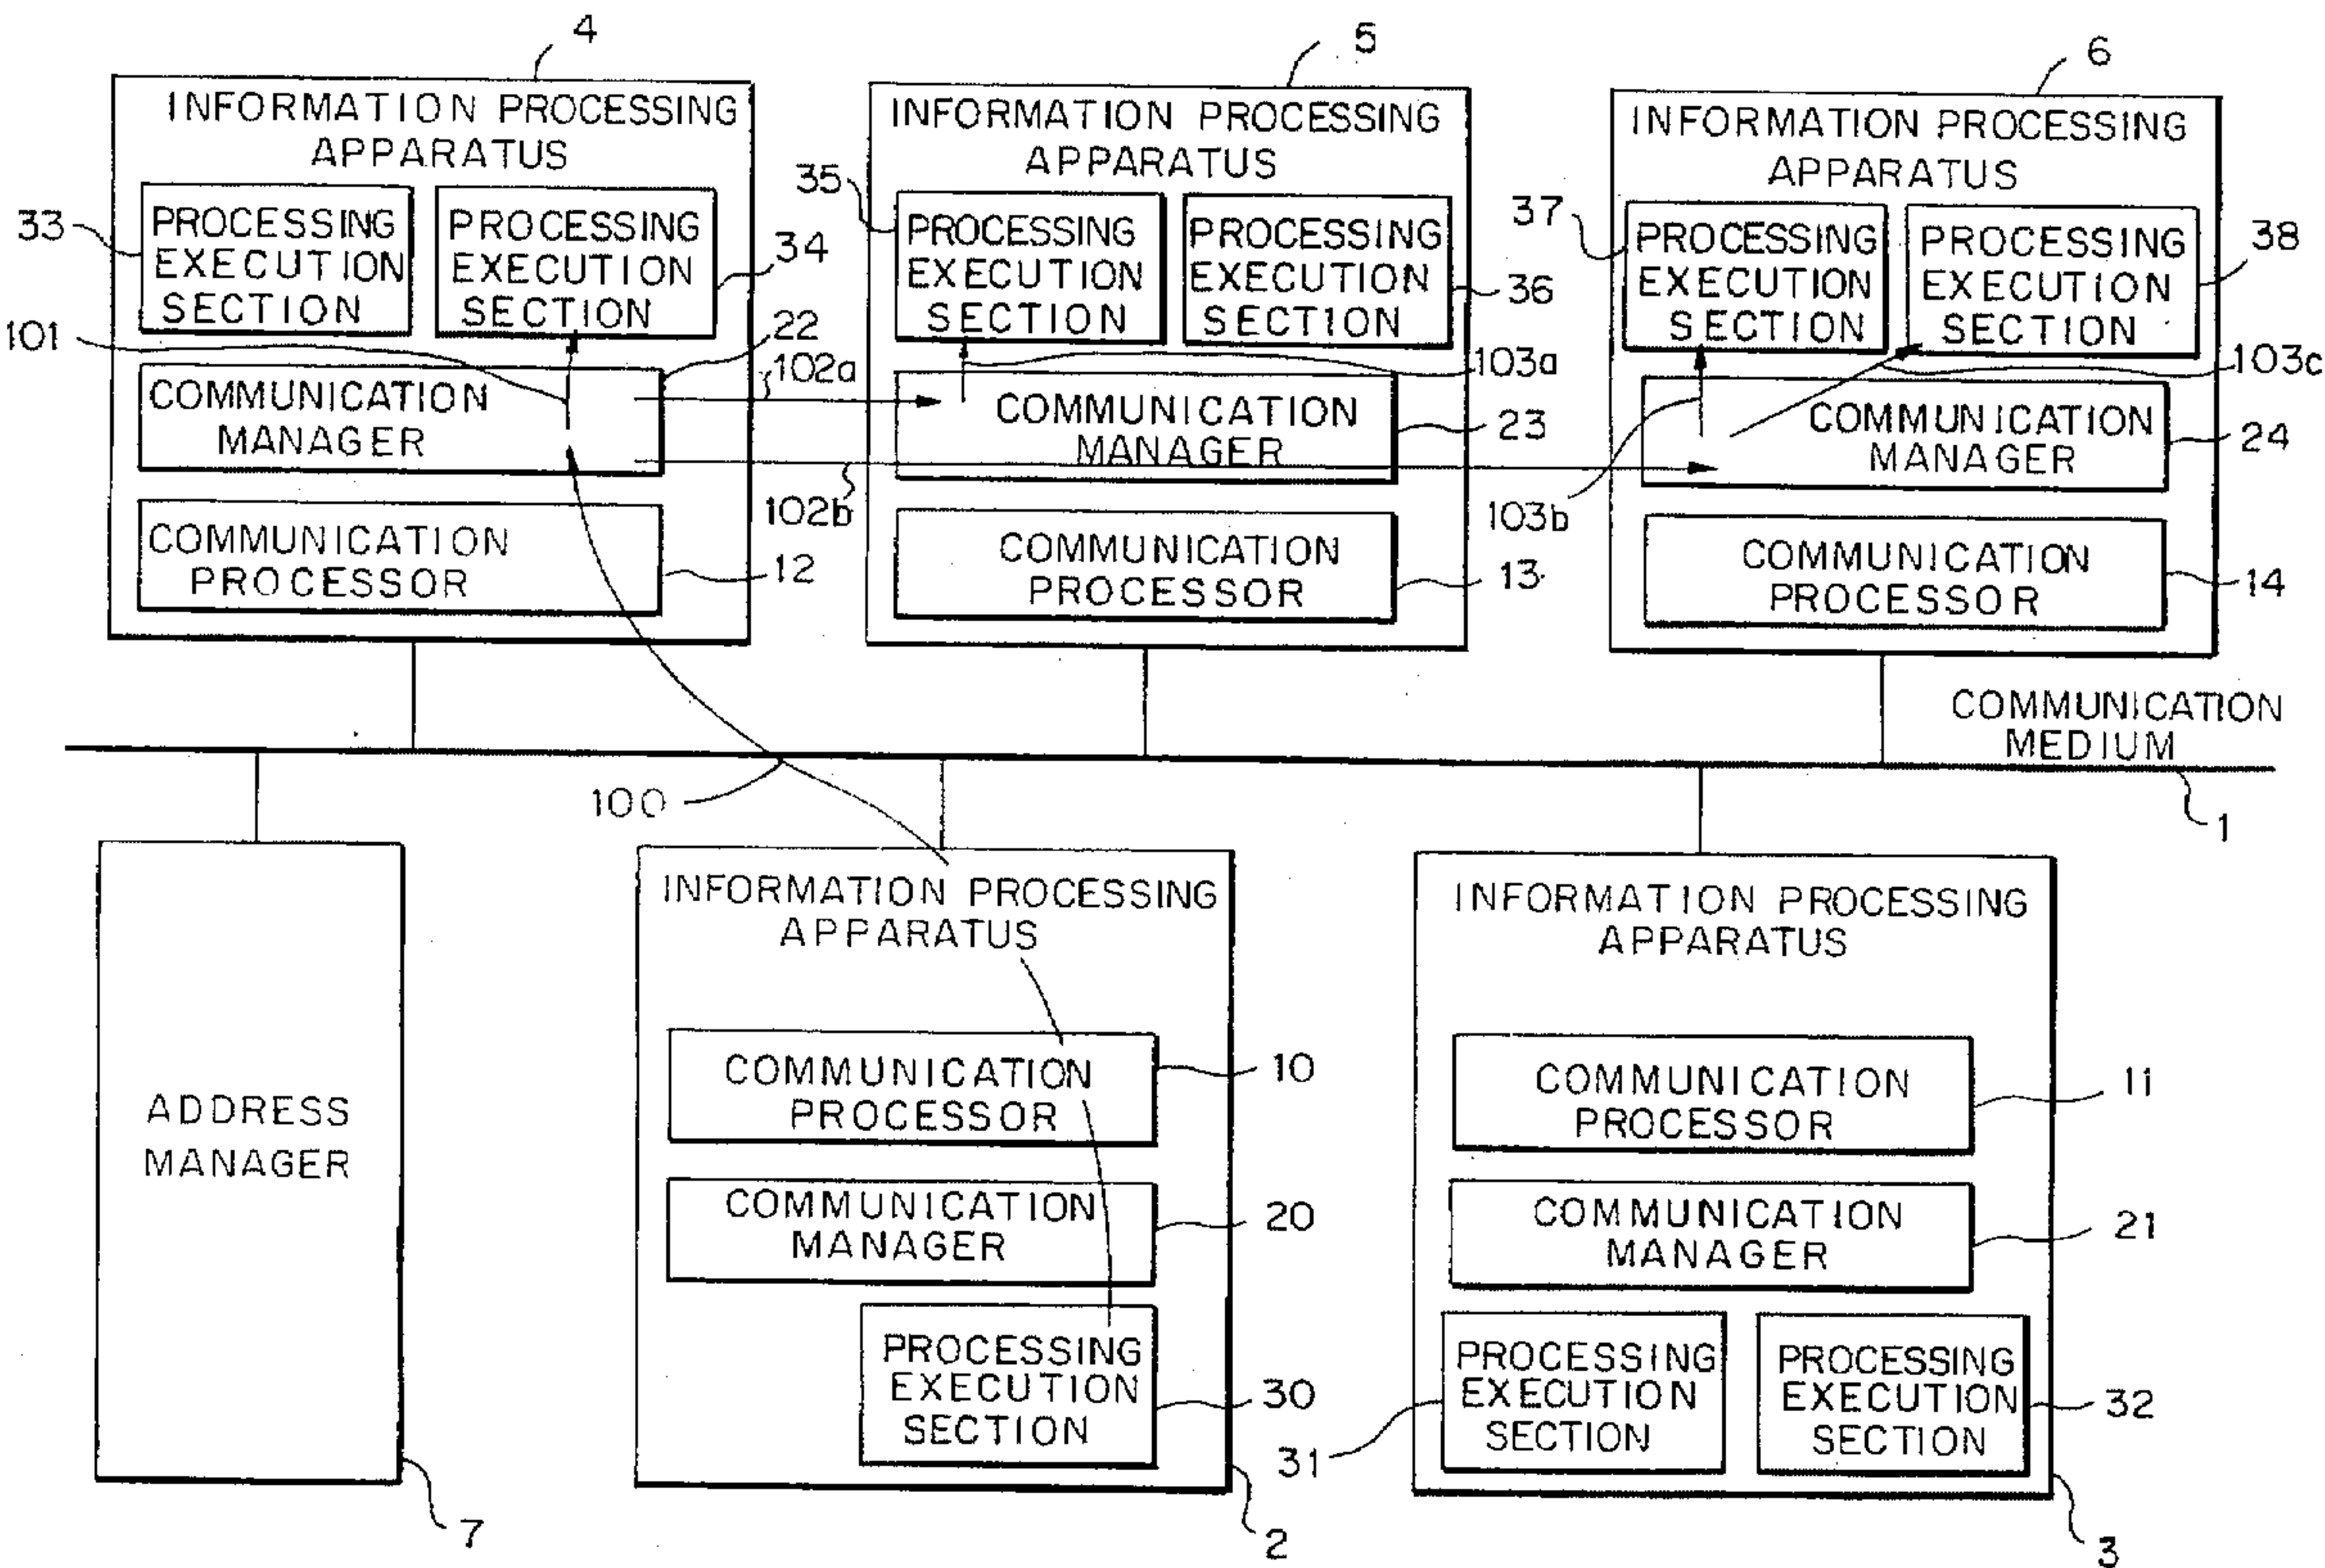 4
5
6
INFORMATION PROCESSING
APPARATUS
INFORMATION PROCESSING
APPARATUS
INFORMATION PROCESSING
APPARATUS
33
PROCESSING
EXECUTION
SECTION
PROCESSING
EXECUTION
SECTION
34
35
PROCESSING
EXECUTION
SECTION
PROCESSING
EXECUTION
SECTION
36
37
PROCESSING
EXECUTION
SECTION
PROCESSING
EXECUTION
SECTION
38
101
22
102a
103a
103c
COMMUNICATION
MANAGER
COMMUNICATION
MANAGER
23
COMMUNICATION
MANAGER
24
102b
103b
COMMUNICATION
PROCESSOR
12
COMMUNICATION
PROCESSOR
13
COMMUNICATION
PROCESSOR
14
COMMUNICATION
MEDIUM
1
100
ADDRESS
MANAGER
7
INFORMATION PROCESSING
APPARATUS
COMMUNICATION
PROCESSOR
10
COMMUNICATION
MANAGER
20
PROCESSING
EXECUTION
SECTION
30
2
INFORMATION PROCESSING
APPARATUS
COMMUNICATION
PROCESSOR
11
COMMUNICATION
MANAGER
21
PROCESSING
EXECUTION
SECTION
31
PROCESSING
EXECUTION
SECTION
32
3